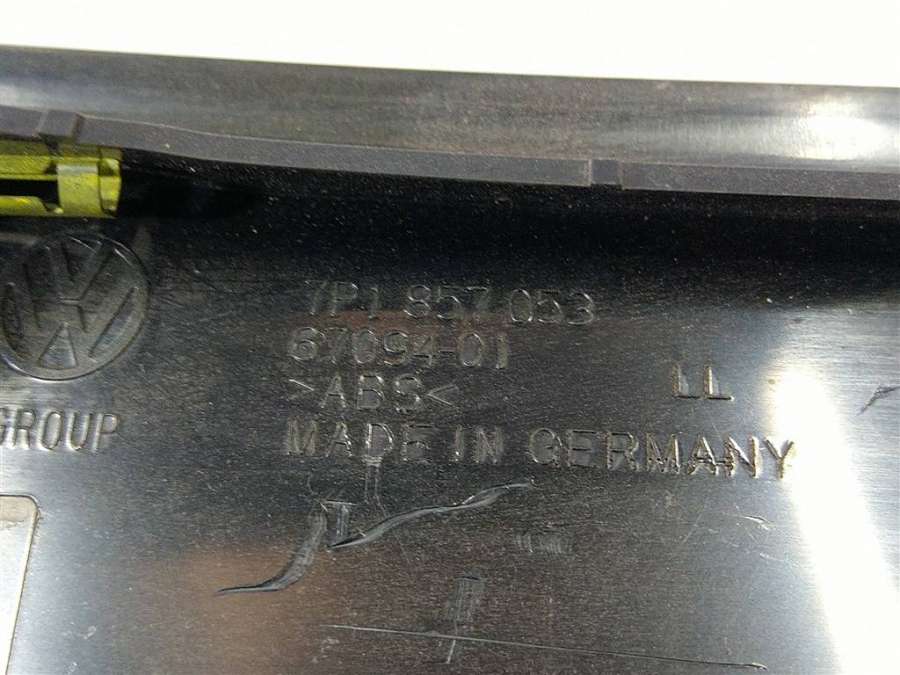 7P1 857 053
67094-01
>ABS<
LL
MADE IN GERMANY
GROUP